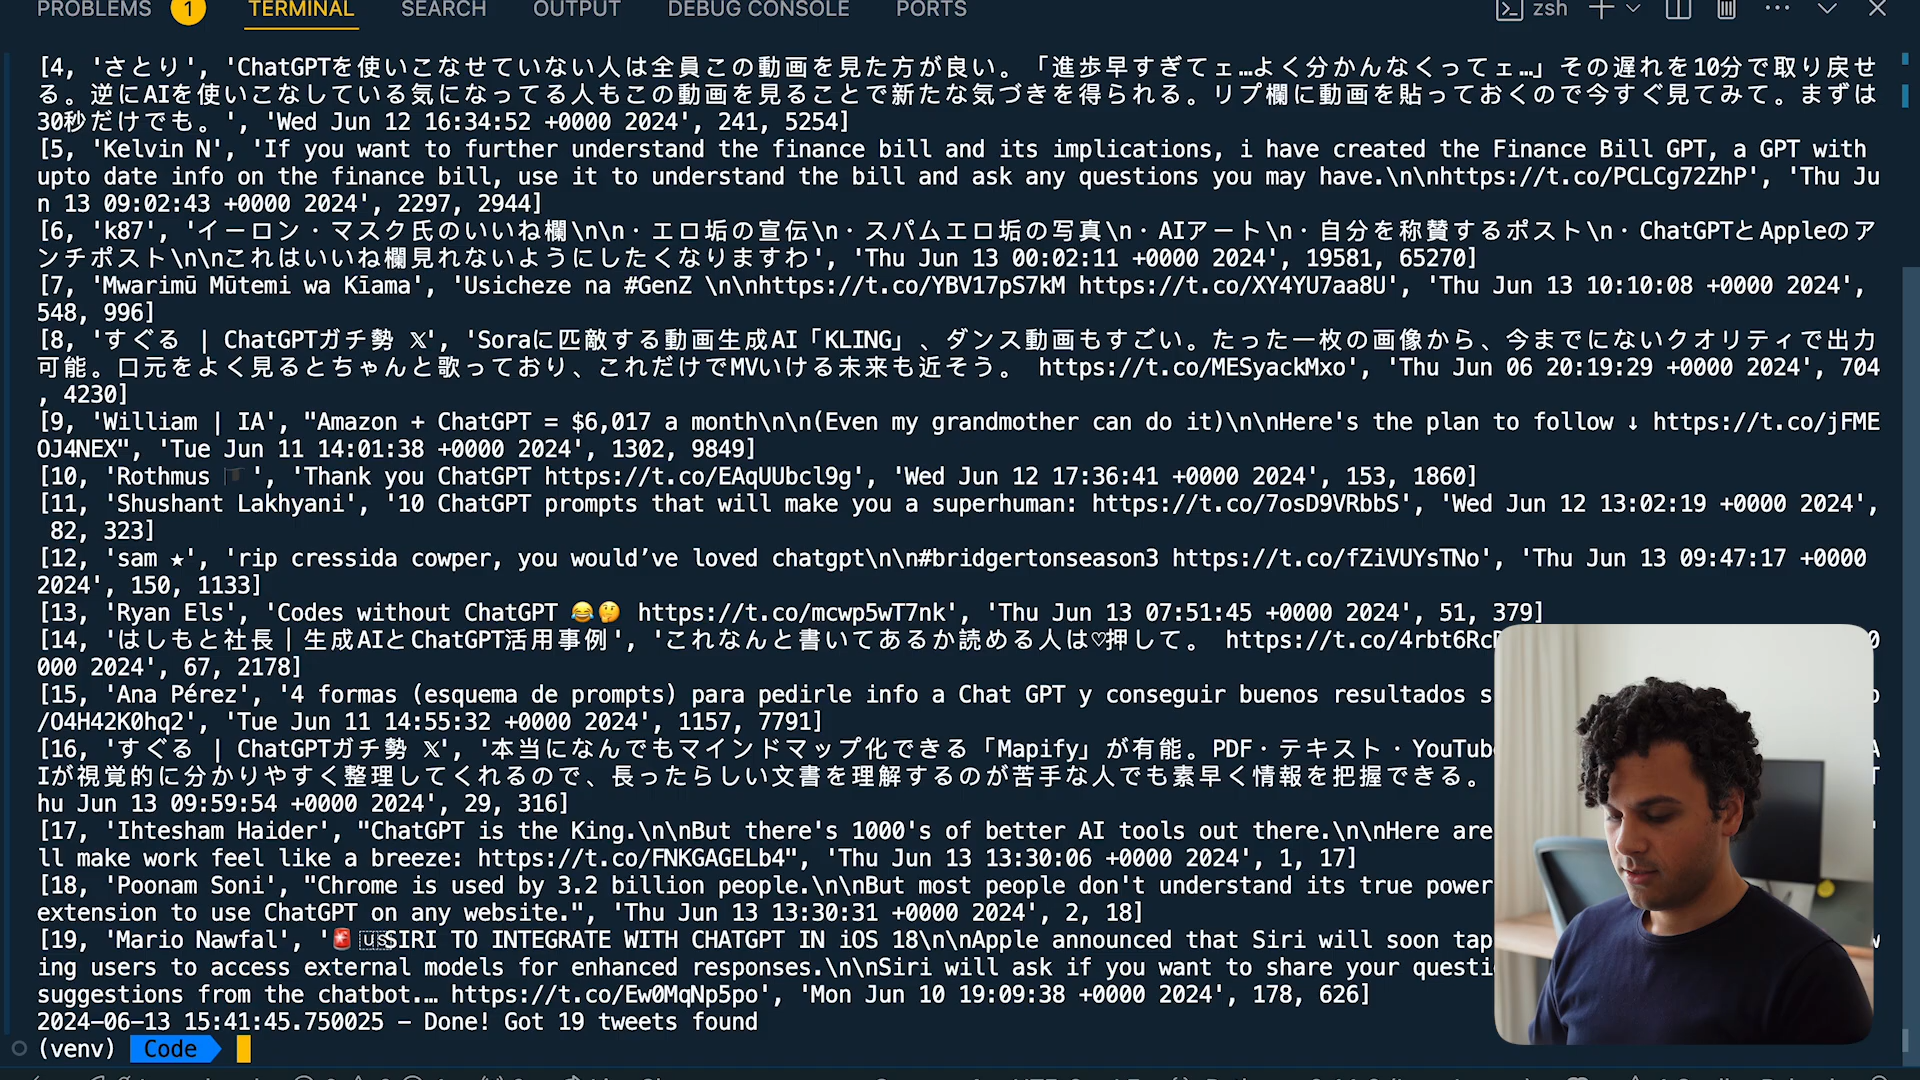 PROBLEMS 1 TERMINAL SEARCH OUTPUT DEBUG CONSOLE PORTS zsh
[4, 'さとり', 'ChatGPTを使いこなせていない人は全員この動画を見た方が良い。「進歩早すぎてェ…よく分かんなくってェ…」その遅れを10分で取り戻せ
る。逆にAIを使いこなしている気になってる人もこの動画を見ることで新たな気づきを得られる。リプ欄に動画を貼っておくので今すぐ見てみて。まずは
30秒だけでも。', 'Wed Jun 12 16:34:52 +0000 2024', 241, 5254]
[5, 'Kelvin N', 'If you want to further understand the finance bill and its implications, i have created the Finance Bill GPT, a GPT with
upto date info on the finance bill, use it to understand the bill and ask any questions you may have.\n\nhttps://t.co/PCLCg72ZhP', 'Thu Ju
n 13 09:02:43 +0000 2024', 2297, 2944]
[6, 'k87', 'イーロン・マスク氏のいいね欄\n\n・エロ垢の宣伝\n・スパムエロ垢の写真\n・AIアート\n・自分を称賛するポスト\n・ChatGPTとAppleのア
ンチポスト\n\nこれはいいね欄見れないようにしたくなりますわ', 'Thu Jun 13 00:02:11 +0000 2024', 19581, 65270]
[7, 'Mwarimū Mūtemi wa Kīama', 'Usicheze na #GenZ \n\nhttps://t.co/YBV17pS7kM https://t.co/XY4YU7aa8U', 'Thu Jun 13 10:10:08 +0000 2024',
548, 996]
[8, 'すぐる | ChatGPTガチ勢 𝕏', 'Soraに匹敵する動画生成AI「KLING」、ダンス動画もすごい。たった一枚の画像から、今までにないクオリティで出力
可能。口元をよく見るとちゃんと歌っており、これだけでMVいける未来も近そう。 https://t.co/MESyackMxo', 'Thu Jun 06 20:19:29 +0000 2024', 704
, 4230]
[9, 'William | IA', "Amazon + ChatGPT = $6,017 a month\n\n(Even my grandmother can do it)\n\nHere's the plan to follow ↓ https://t.co/jFME
OJ4NEX", 'Tue Jun 11 14:01:38 +0000 2024', 1302, 9849]
[10, 'Rothmus 🏴', 'Thank you ChatGPT https://t.co/EAqUUbcl9g', 'Wed Jun 12 17:36:41 +0000 2024', 153, 1860]
[11, 'Shushant Lakhyani', '10 ChatGPT prompts that will make you a superhuman: https://t.co/7osD9VRbbS', 'Wed Jun 12 13:02:19 +0000 2024',
82, 323]
[12, 'sam ★', 'rip cressida cowper, you would’ve loved chatgpt\n\n#bridgertonseason3 https://t.co/fZiVUYsTNo', 'Thu Jun 13 09:47:17 +0000
2024', 150, 1133]
[13, 'Ryan Els', 'Codes without ChatGPT 😂🤔 https://t.co/mcwp5wT7nk', 'Thu Jun 13 07:51:45 +0000 2024', 51, 379]
[14, 'はしもと社長｜生成AIとChatGPT活用事例', 'これなんと書いてあるか読める人は♡押して。 https://t.co/4rbt6Rc
000 2024', 67, 2178]
[15, 'Ana Pérez', '4 formas (esquema de prompts) para pedirle info a Chat GPT y conseguir buenos resultados s
/O4H42K0hq2', 'Tue Jun 11 14:55:32 +0000 2024', 1157, 7791]
[16, 'すぐる | ChatGPTガチ勢 𝕏', '本当になんでもマインドマップ化できる「Mapify」が有能。PDF・テキスト・YouTube
Iが視覚的に分かりやすく整理してくれるので、長ったらしい文書を理解するのが苦手な人でも素早く情報を把握できる。 T
hu Jun 13 09:59:54 +0000 2024', 29, 316]
[17, 'Ihtesham Haider', "ChatGPT is the King.\n\nBut there's 1000's of better AI tools out there.\n\nHere are '
ll make work feel like a breeze: https://t.co/FNKGAGELb4", 'Thu Jun 13 13:30:06 +0000 2024', 1, 17]
[18, 'Poonam Soni', "Chrome is used by 3.2 billion people.\n\nBut most people don't understand its true power
extension to use ChatGPT on any website.", 'Thu Jun 13 13:30:31 +0000 2024', 2, 18]
[19, 'Mario Nawfal', '🚨🇺🇸SIRI TO INTEGRATE WITH CHATGPT IN iOS 18\n\nApple announced that Siri will soon tap w
ing users to access external models for enhanced responses.\n\nSiri will ask if you want to share your questi
suggestions from the chatbot.… https://t.co/Ew0MqNp5po', 'Mon Jun 10 19:09:38 +0000 2024', 178, 626]
2024-06-13 15:41:45.750025 - Done! Got 19 tweets found
(venv) Code